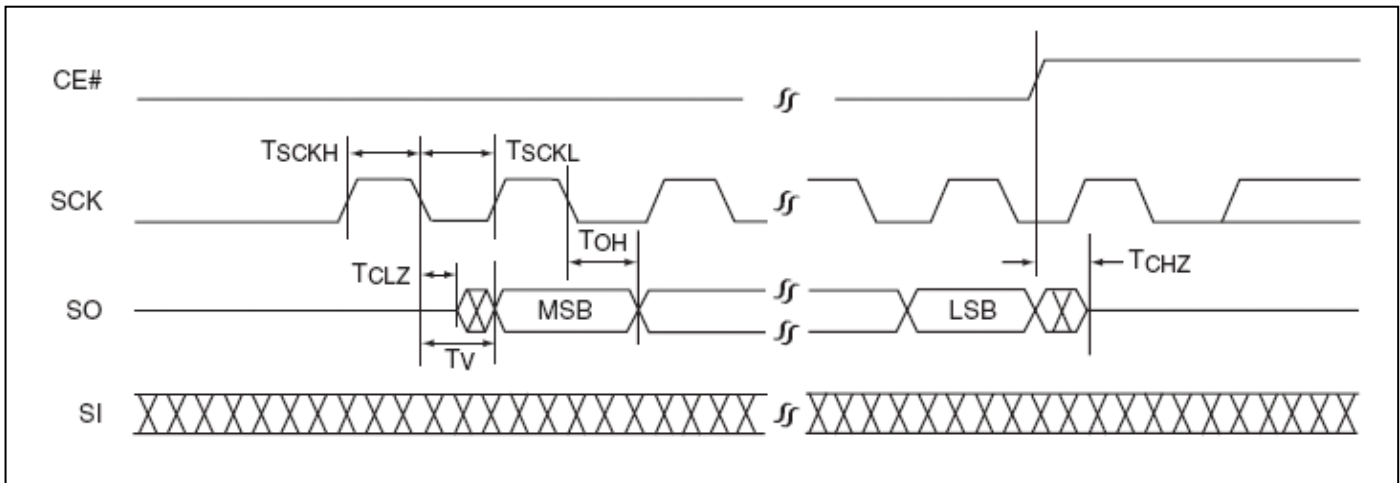 CE#
TSCKH
TSCKL
SCK
TOH
TCLZ
TCHZ
SO
MSB
LSB
TV
SI